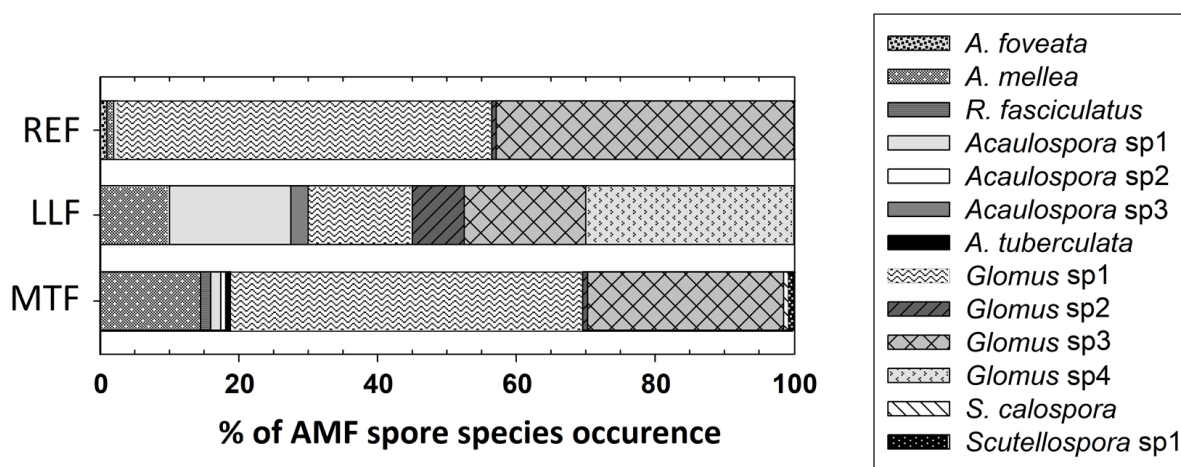 REF
LLF
MTF
0 20 40 60 80 100
% of AMF spore species occurence
A. foveata
A. mellea
R. fasciculatus
Acaulospora sp1
Acaulospora sp2
Acaulospora sp3
A. tuberculata
Glomus sp1
Glomus sp2
Glomus sp3
Glomus sp4
S. calospora
Scutellospora sp1